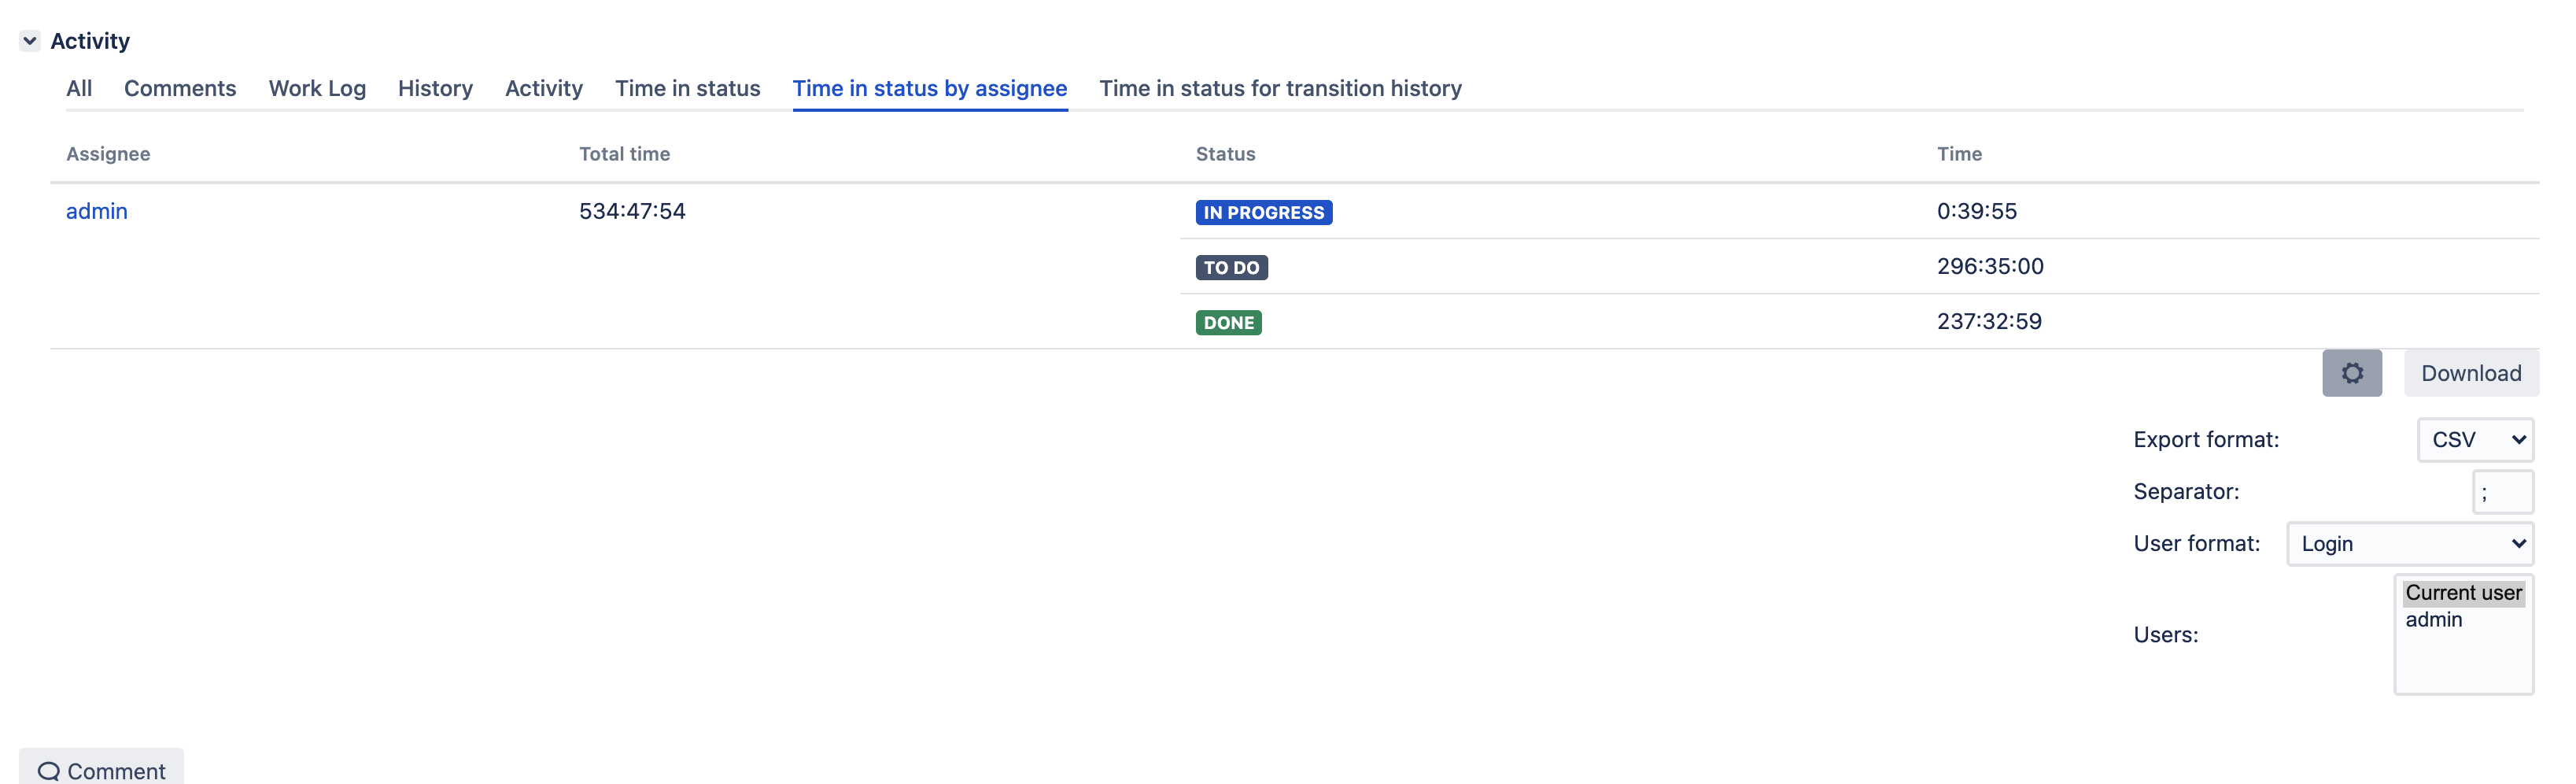 Activity
All Comments Work Log History Activity Time in status Time in status by assignee Time in status for transition history
Assignee Total time Status Time
admin 534:47:54 IN PROGRESS 0:39:55
TO DO 296:35:00
DONE 237:32:59
Download
Export format: CSV
Separator: ;
User format: Login
Users: Current user
admin
Comment